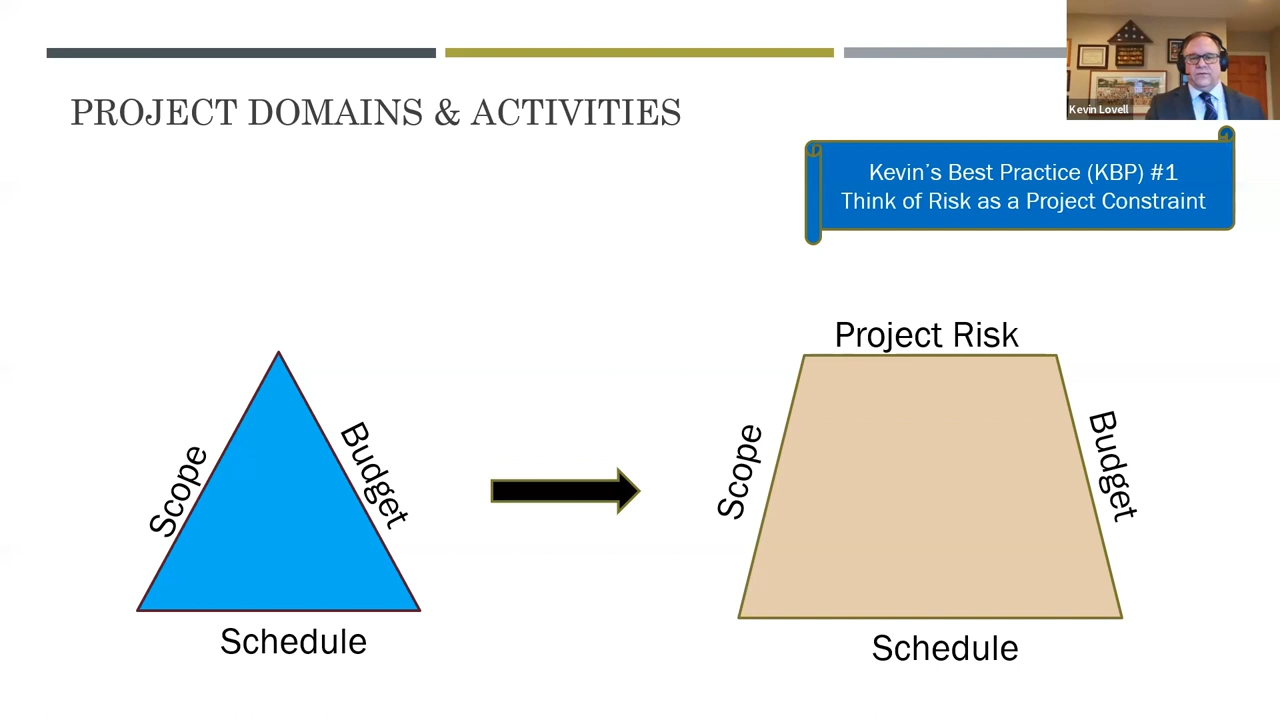 Kevin Lovell
PROJECT DOMAINS & ACTIVITIES
Kevin’s Best Practice (KBP) #1
Think of Risk as a Project Constraint
Scope
Budget
Schedule
Project Risk
Scope
Budget
Schedule